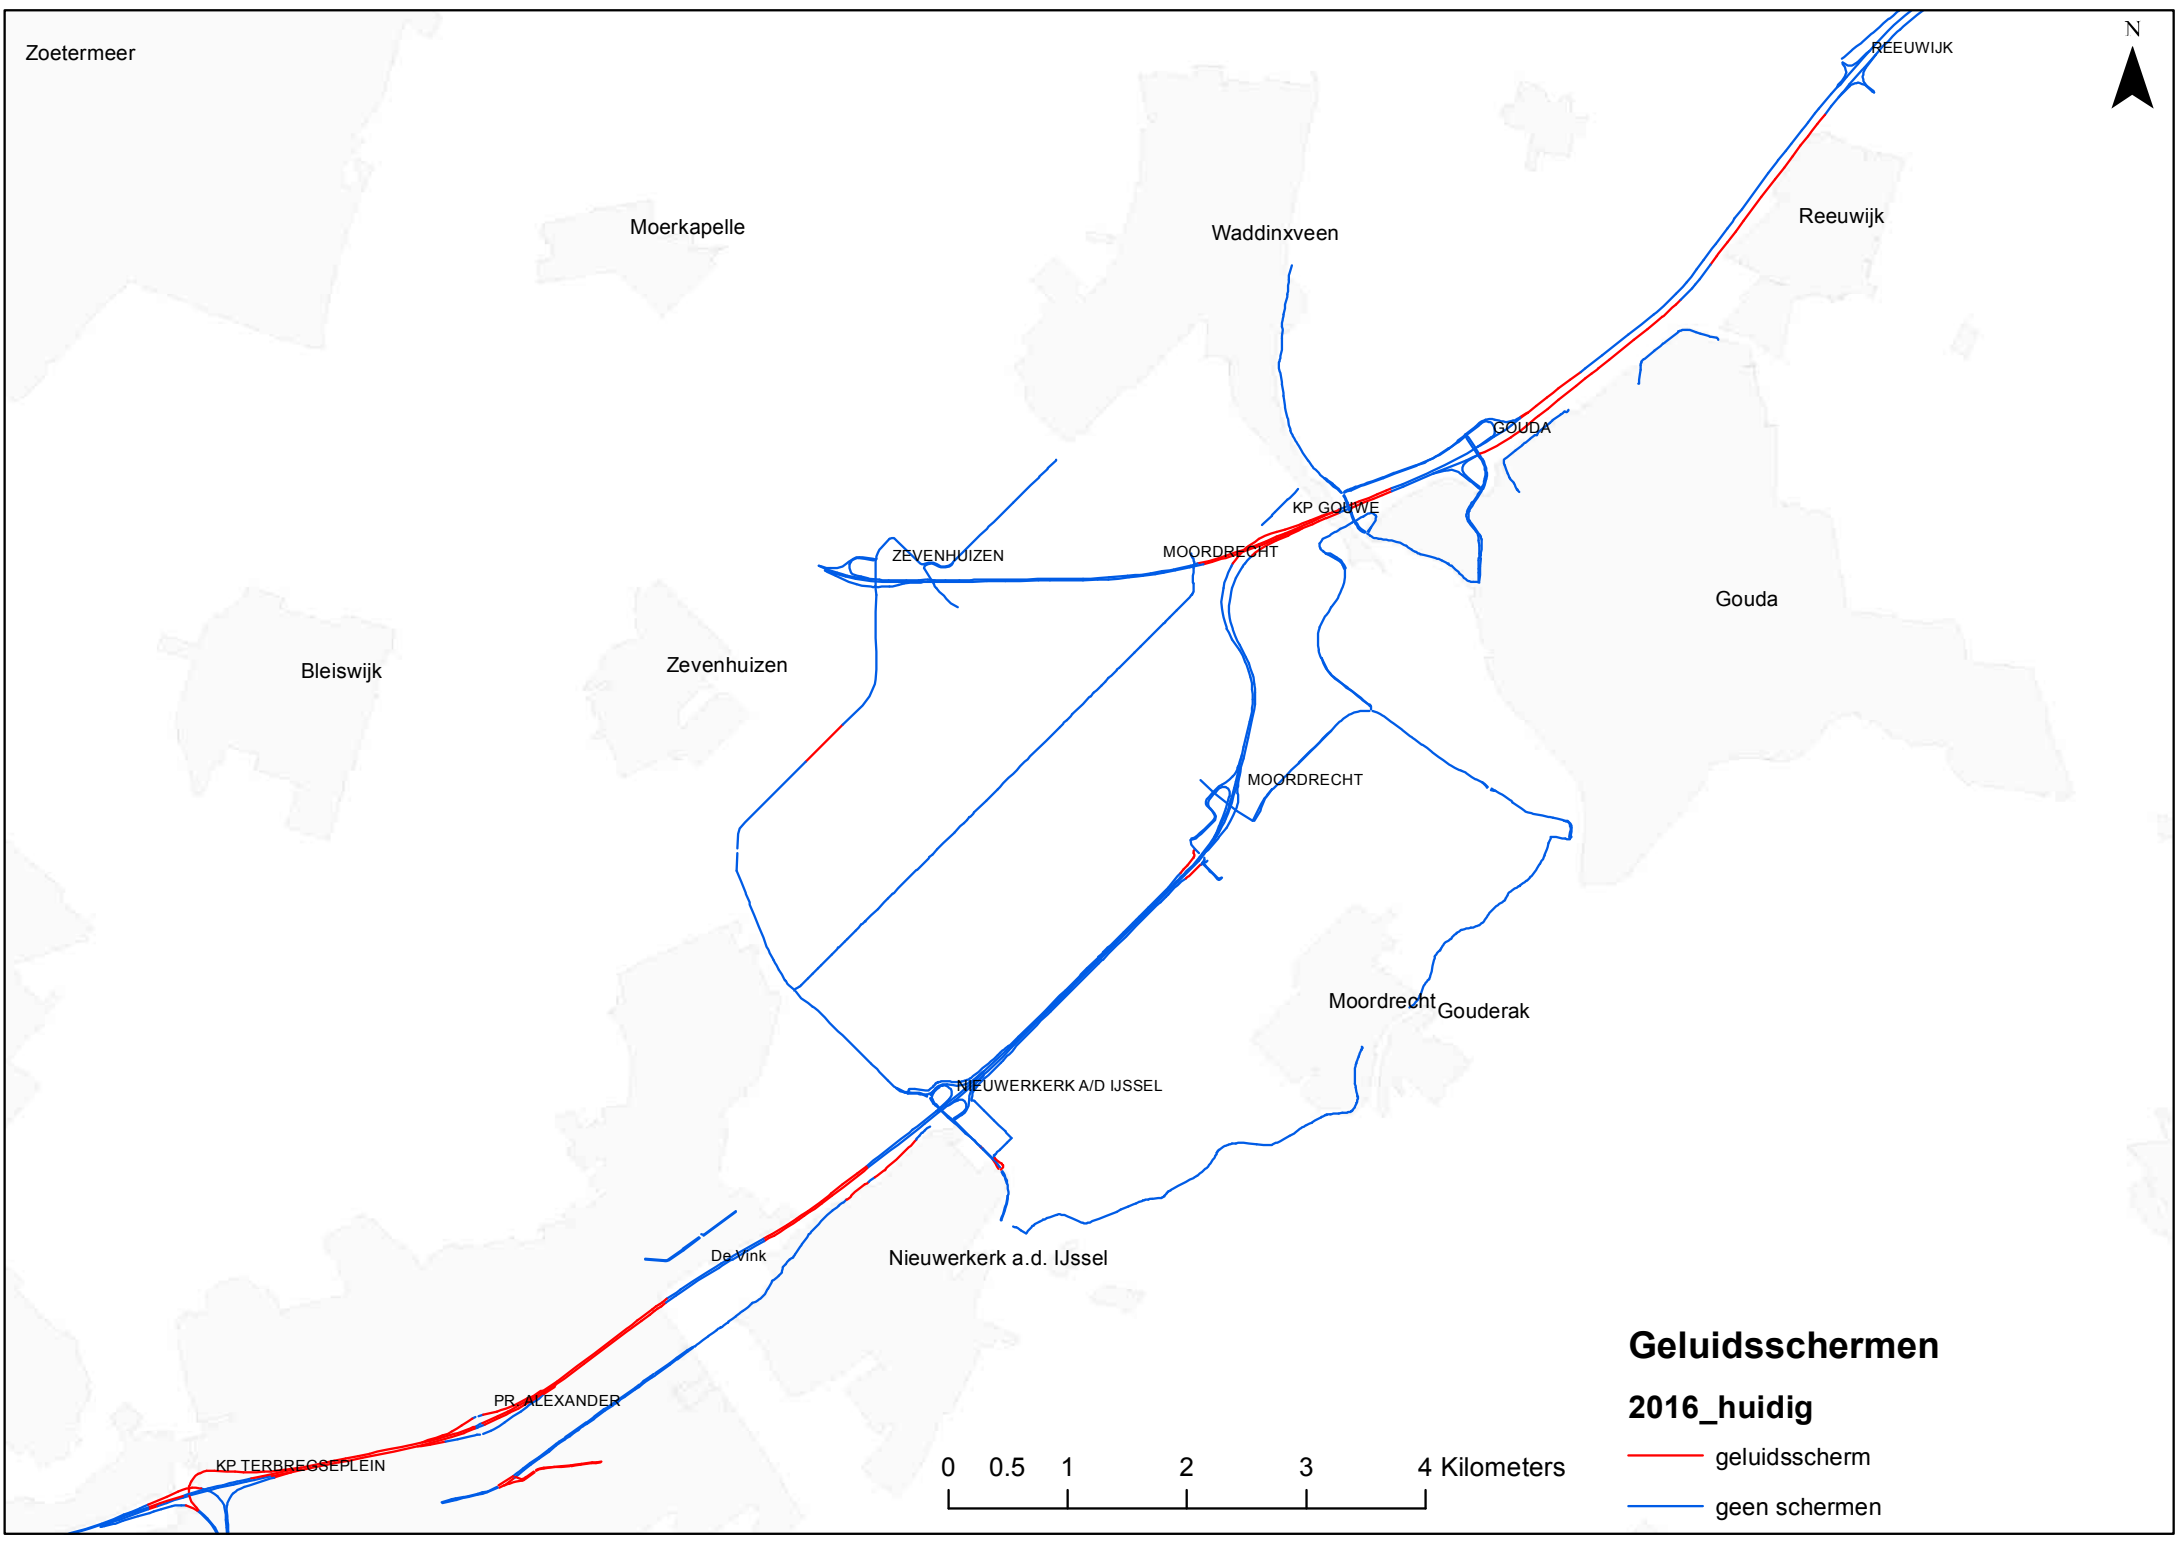 Zoetermeer
REEUWIJK
N
Moerkapelle
Waddinxveen
Reeuwijk
GOUDA
KP GOUWE
ZEVENHUIZEN
MOORDRECHT
Gouda
Bleiswijk
Zevenhuizen
MOORDRECHT
Moordrecht
Gouderak
NIEUWERKERK A/D IJSSEL
De Vink
Nieuwerkerk a.d. IJssel
PR. ALEXANDER
KP TERBREGSEPLEIN
0 0.5 1 2 3 4 Kilometers
Geluidsschermen
2016_huidig
geluidsscherm
geen schermen